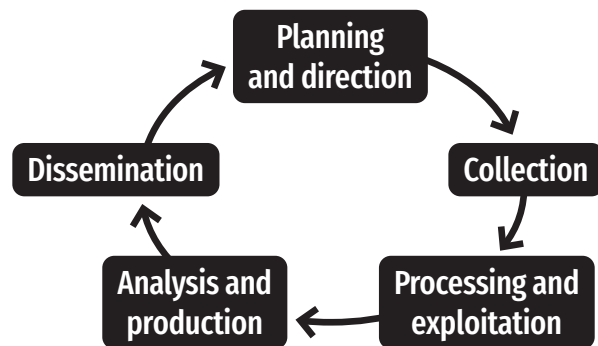 Planning
and direction
Collection
Processing and
exploitation
Analysis and
production
Dissemination